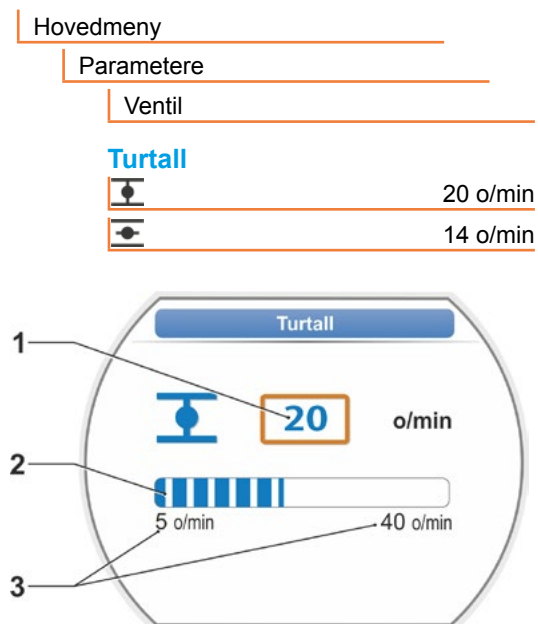 Hovedmeny
Parametere
Ventil
Turtall
20 o/min
14 o/min
Turtall
1
20 o/min
2
5 o/min 40 o/min
3